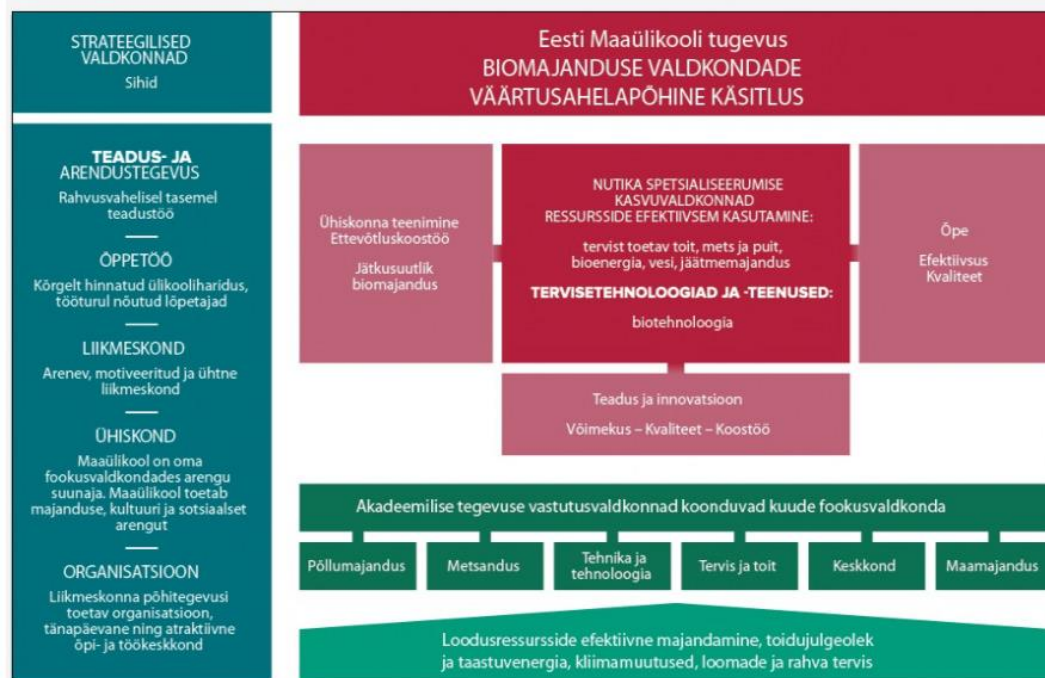 STRATEEGILISED
VALDKONNAD
Sihid
TEADUS- JA
ARENDUSTEGEVUS
Rahvusvahelisel tasemel
teadustöö
ÕPPETÖÖ
Kõrgelt hinnatud ülikooliharidus,
tööturul nõutud lõpetajad
LIIKMESKOND
Arenev, motiveeritud ja ühtne
liikmeskond
ÜHISKOND
Maaülikool on oma
fookusvaldkondades arengu
suunaja. Maaülikool toetab
majanduse, kultuuri ja sotsiaalset
arengut
ORGANISATSIOON
Liikmeskonna põhitegevusi
toetav organisatsioon,
tänapäevane ning atraktiivne
õpi- ja töökeskkond
Eesti Maaülikooli tugevus
BIOMAJANDUSE VALDKONDADE
VÄÄRTUSAHELAPÕHINE KÄSITLUS
Ühiskonna teenimine
Ettevõtluskoostöö
Jätkusuutlik
biomajandus
NUTIKA SPETSIALISEERUMISE
KASVUVALDKONNAD
RESSURSSIDE EFEKTIIVSEM KASUTAMINE:
tervist toetav toit, mets ja puit,
bioenergia, vesi, jäätmemajandus
TERVISETEHNOLOOGIAD JA -TEENUSED:
biotehnoloogia
Õpe
Efektiivsus
Kvaliteet
Teadus ja innovatsioon
Võimekus – Kvaliteet – Koostöö
Akadeemilise tegevuse vastutusvaldkonnad koonduvad kuude fookusvaldkonda
Põllumajandus
Metsandus
Tehnika ja
tehnoloogia
Tervis ja toit
Keskkond
Maamajandus
Loodusressursside efektiivne majandamine, toidujulgeolek
ja taastuvenergia, kliimamuutused, loomade ja rahva tervis